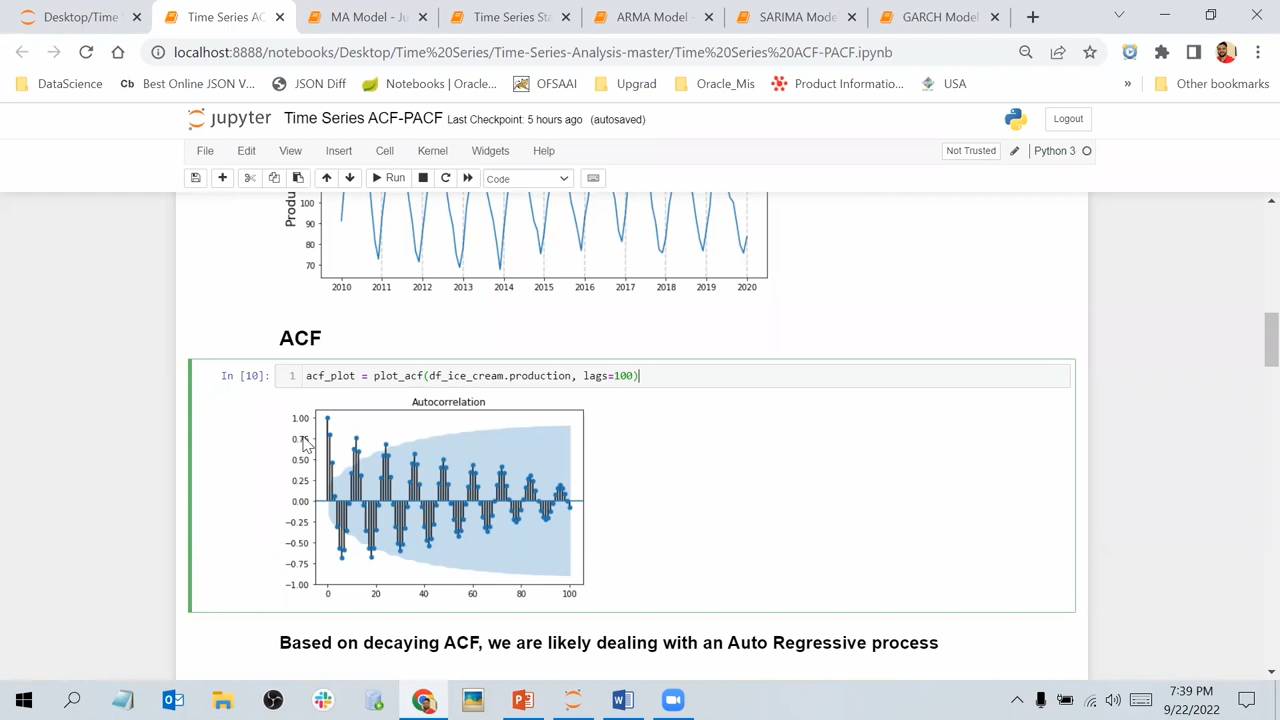 Desktop/Time
Time Series AC
MA Model - Ju
Time Series Sta
ARMA Model -
SARIMA Mode
GARCH Model
localhost:8888/notebooks/Desktop/Time%20Series/Time-Series-Analysis-master/Time%20Series%20ACF-PACF.ipynb
DataScience
Cb Best Online JSON V...
JSON Diff
Notebooks | Oracle...
OFSAAI
Upgrad
Oracle_Mis
Product Informatio...
USA
»
Other bookmarks
jupyter Time Series ACF-PACF Last Checkpoint: 5 hours ago (autosaved)
Logout
File Edit View Insert Cell Kernel Widgets Help
Not Trusted
Python 3
Run
Code
Produ
100
90
80
70
2010 2011 2012 2013 2014 2015 2016 2017 2018 2019 2020
ACF
In [10]:
1 acf_plot = plot_acf(df_ice_cream.production, lags=100)
Autocorrelation
1.00
0.75
0.50
0.25
0.00
−0.25
−0.50
−0.75
−1.00
0 20 40 60 80 100
Based on decaying ACF, we are likely dealing with an Auto Regressive process
7:39 PM
9/22/2022